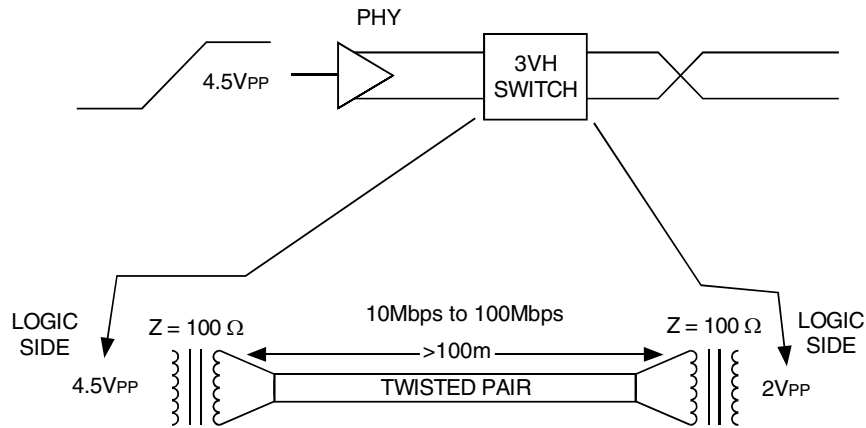 PHY
4.5VPP
3VH
SWITCH
LOGIC
SIDE
Z = 100 Ω
10Mbps to 100Mbps
Z = 100 Ω
LOGIC
SIDE
>100m
4.5VPP
TWISTED PAIR
2VPP